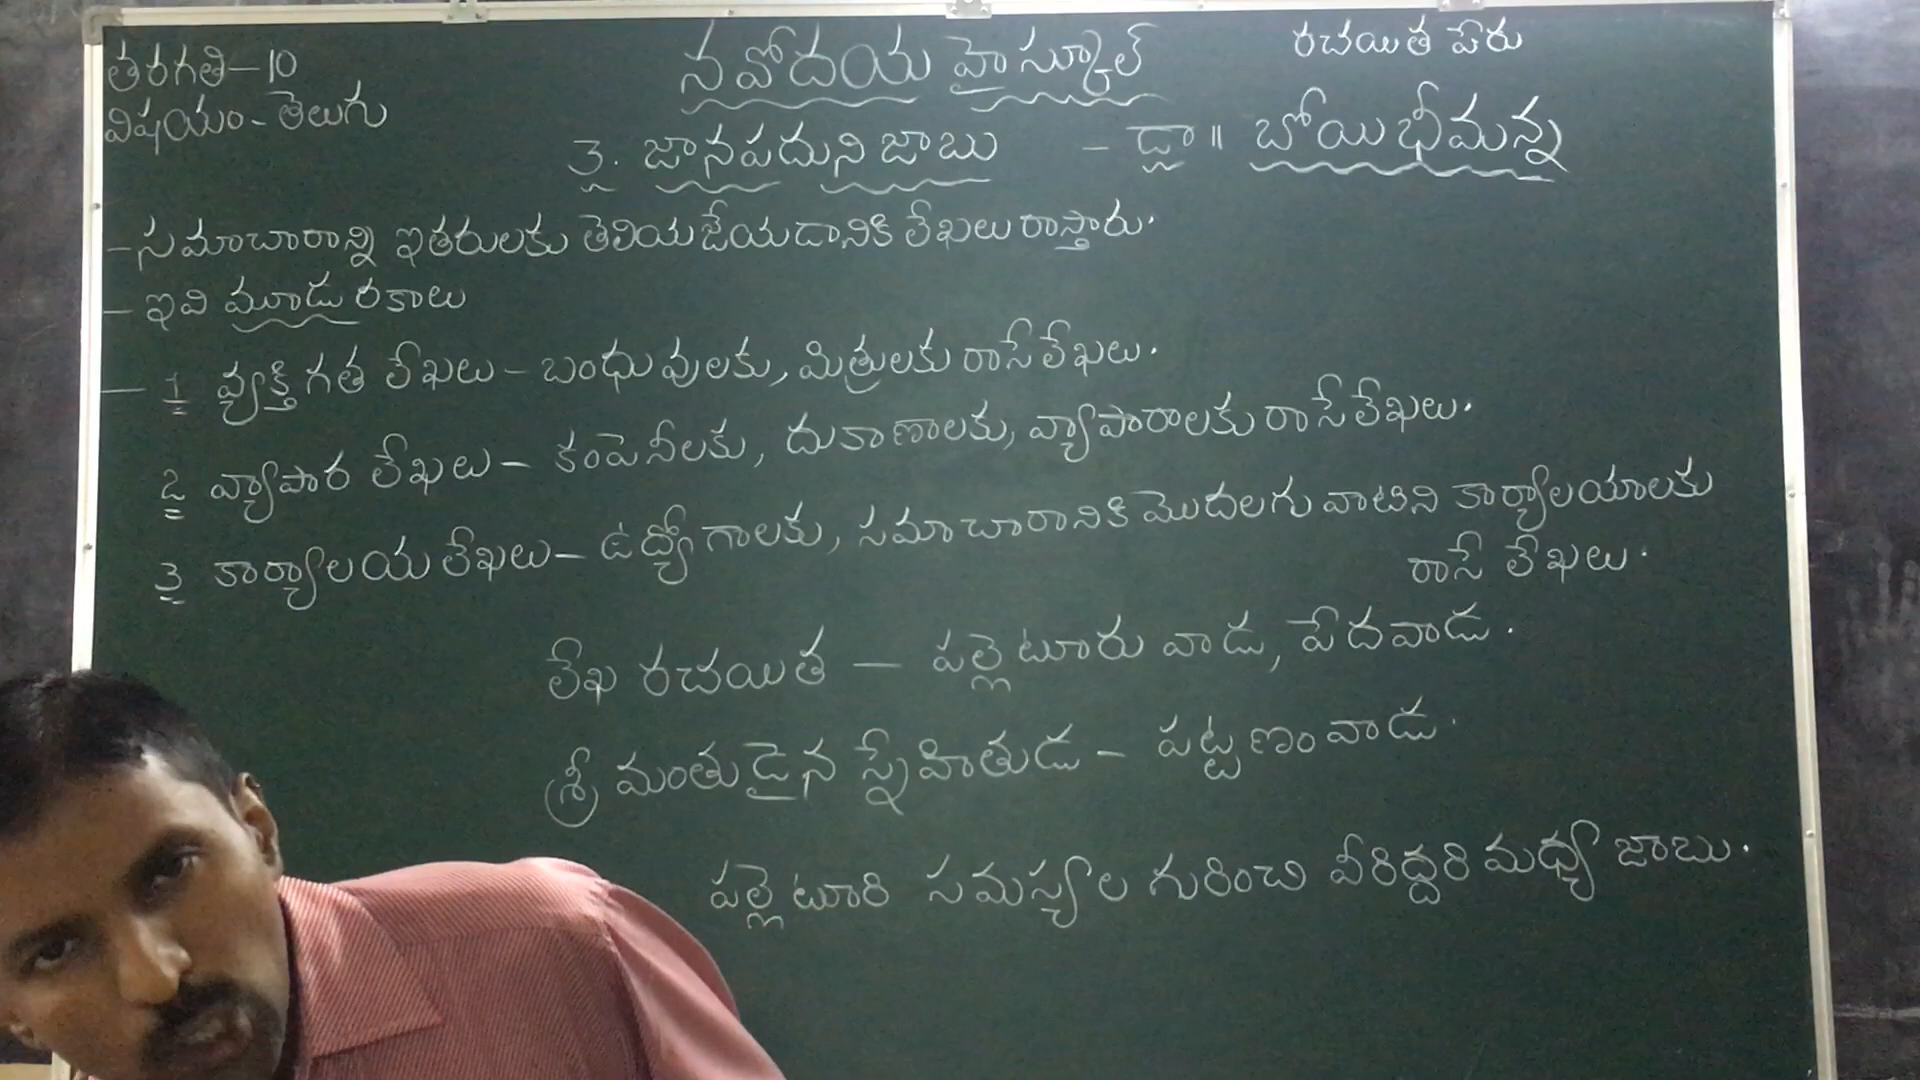 తరగతి-10
నవోదయ హైస్కూల్
రచయిత పేరు
విషయం- తెలుగు
3. జానపదుని జాబు - డా॥ బోయి భీమన్న
- సమాచారాన్ని ఇతరులకు తెలియజేయడానికి లేఖలు రాస్తారు.
- ఇవి మూడు రకాలు
- 1 వ్యక్తిగత లేఖలు - బంధువులకు, మిత్రులకు రాసే లేఖలు.
2 వ్యాపార లేఖలు - కంపెనీలకు, దుకాణాలకు, వ్యాపారాలకు రాసే లేఖలు.
3 కార్యాలయ లేఖలు - ఉద్యోగాలకు, సమాచారానికి మొదలగు వాటిని కార్యాలయాలకు
రాసే లేఖలు.
లేఖ రచయిత - పల్లెటూరు వాడు, పేదవాడు.
శ్రీమంతుడైన స్నేహితుడు - పట్టణం వాడు.
పల్లెటూరి సమస్యల గురించి వీరిద్దరి మధ్య జాబు.